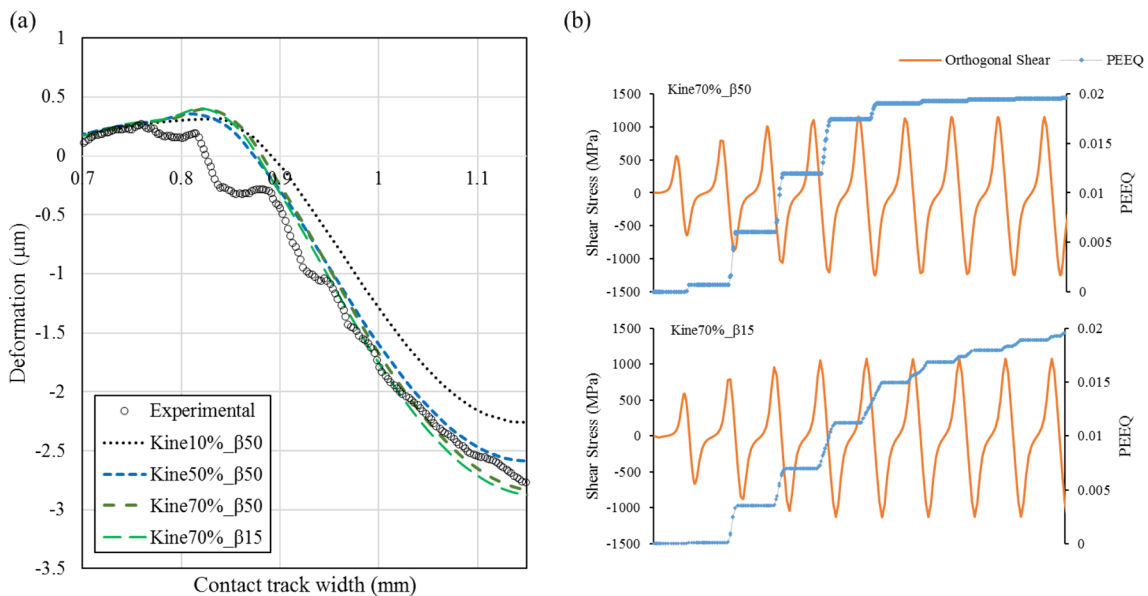 (a)
Deformation (μm)
1
0.5
0
-0.5
-1
-1.5
-2
-2.5
-3
-3.5
0.7
0.8
0.9
1
1.1
Contact track width (mm)
Experimental
Kine10%_β50
Kine50%_β50
Kine70%_β50
Kine70%_β15
(b)
Orthogonal Shear
PEEQ
Kine70%_β50
Shear Stress (MPa)
1500
1000
500
0
-500
-1000
-1500
0.02
0.015
0.01
0.005
0
PEEQ
Kine70%_β15
Shear Stress (MPa)
1500
1000
500
0
-500
-1000
-1500
0.02
0.015
0.01
0.005
0
PEEQ